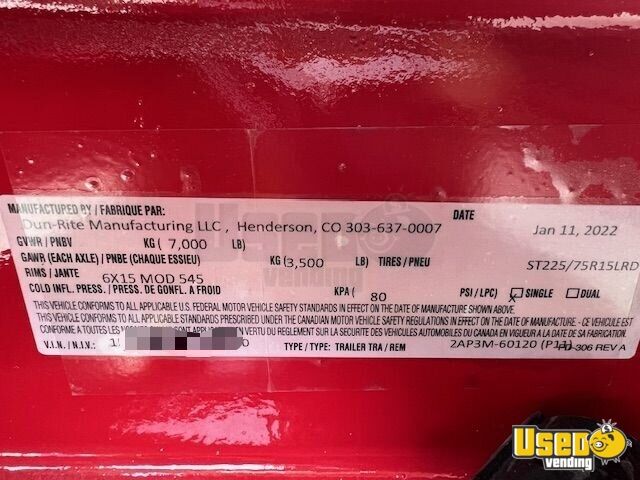 MANUFACTURED BY / FABRIQUE PAR:
Dun-Rite Manufacturing LLC , Henderson, CO 303-637-0007
DATE
Jan 11, 2022
GVWR / PNBV KG ( 7,000 LB)
GAWR (EACH AXLE) / PNBE (CHAQUE ESSIEU) KG (3,500 LB) TIRES / PNEU ST225/75R15LRD
RIMS / JANTE 6X15 MOD 545
COLD INFL. PRESS. / PRESS. DE GONFL. A FROID KPA ( 80 PSI / LPC) X SINGLE DUAL
THIS VEHICLE CONFORMS TO ALL APPLICABLE U.S. FEDERAL MOTOR VEHICLE SAFETY STANDARDS IN EFFECT ON THE DATE OF MANUFACTURE SHOWN ABOVE.
THIS VEHICLE CONFORMS TO ALL APPLICABLE STANDARDS PRESCRIBED UNDER THE CANADIAN MOTOR VEHICLE SAFETY REGULATIONS IN EFFECT ON THE DATE OF MANUFACTURE - CE VEHICULE EST
CONFORME A TOUTES LES NORMES QUI LUI SONT APPLICABLES EN VERTU DU REGLEMENT SUR LA SECURITE DES VEHICULES AUTOMOBILES DU CANADA EN VIGUEUR A LA DATE DE SA FABRICATION.
V.I.N. / N.I.V.: 0 TYPE / TYPE: TRAILER TRA / REM 2AP3M-60120 (P11)
PD-306 REV A
Used
vending